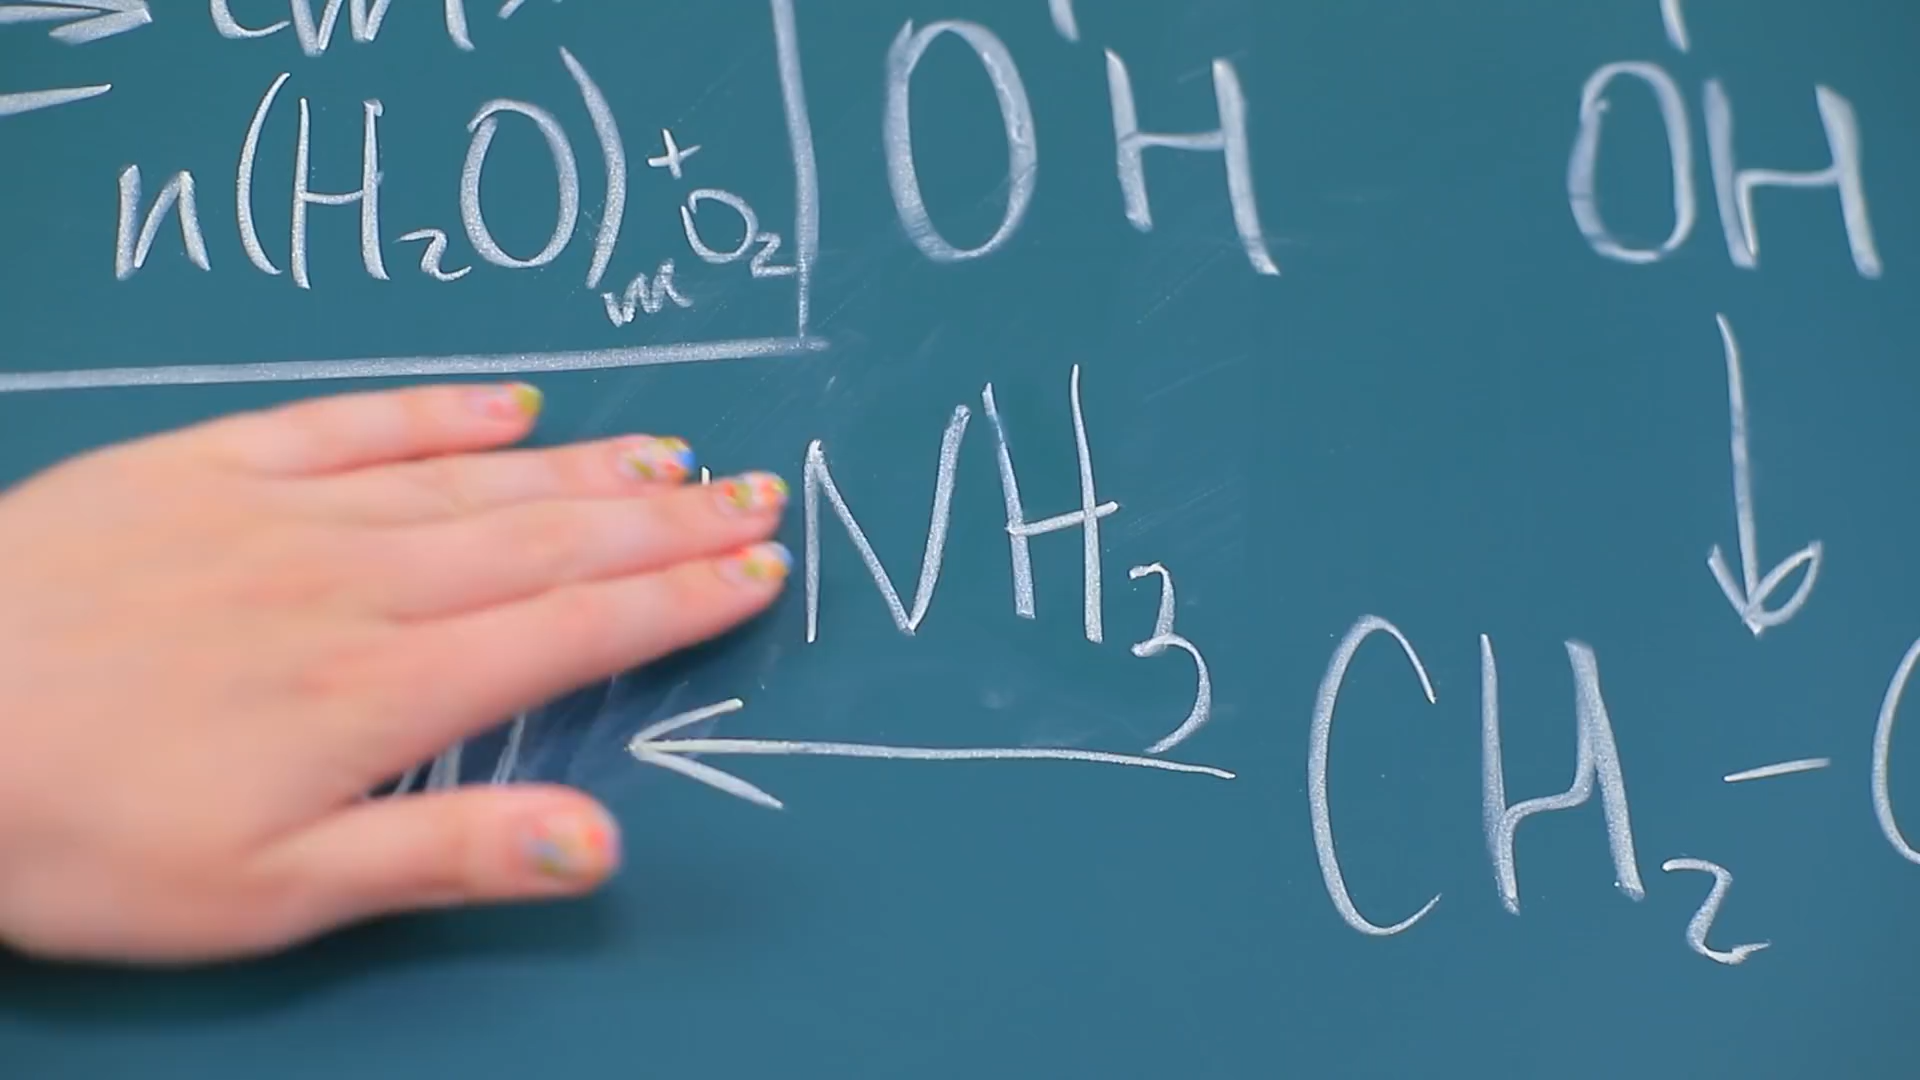 n(H₂O)ₘ + O₂
OH
OH
NH₃
CH₂ –